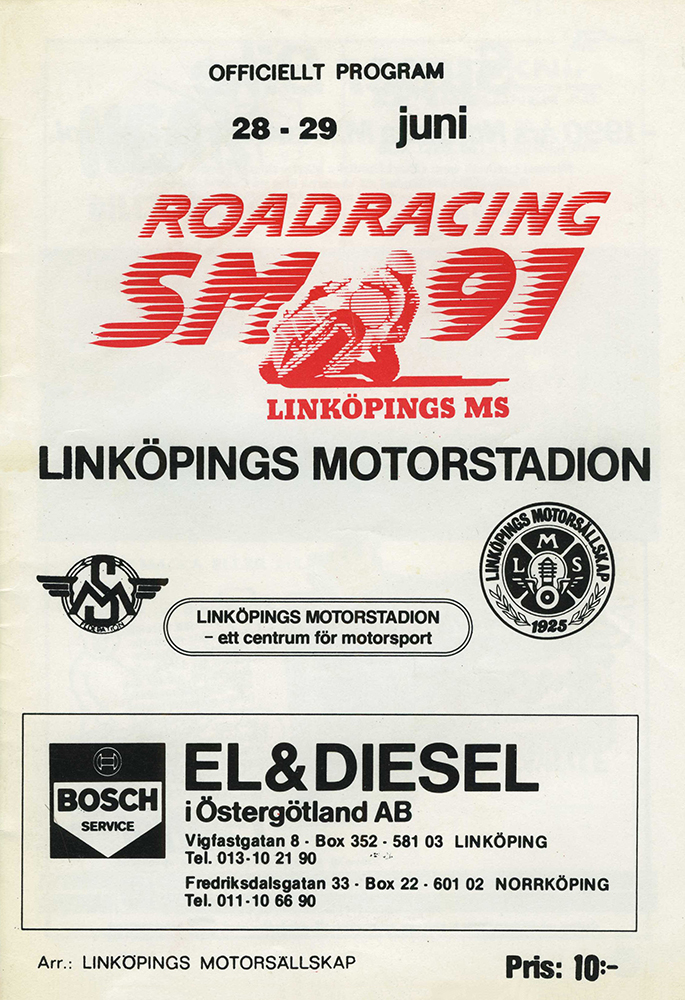 OFFICIELLT PROGRAM
28 - 29 juni
ROADRACING
SM 91
LINKÖPINGS MS
LINKÖPINGS MOTORSTADION
SM
FEDERATION
LINKÖPINGS MOTORSTADION
– ett centrum för motorsport
LINKÖPINGS MOTORSÄLLSKAP
M
L S
1925
BOSCH
SERVICE
EL&DIESEL
i Östergötland AB
Vigfastgatan 8 - Box 352 - 581 03 LINKÖPING
Tel. 013-10 21 90
Fredriksdalsgatan 33 - Box 22 - 601 02 NORRKÖPING
Tel. 011-10 66 90
Arr.: LINKÖPINGS MOTORSÄLLSKAP
Pris: 10:-